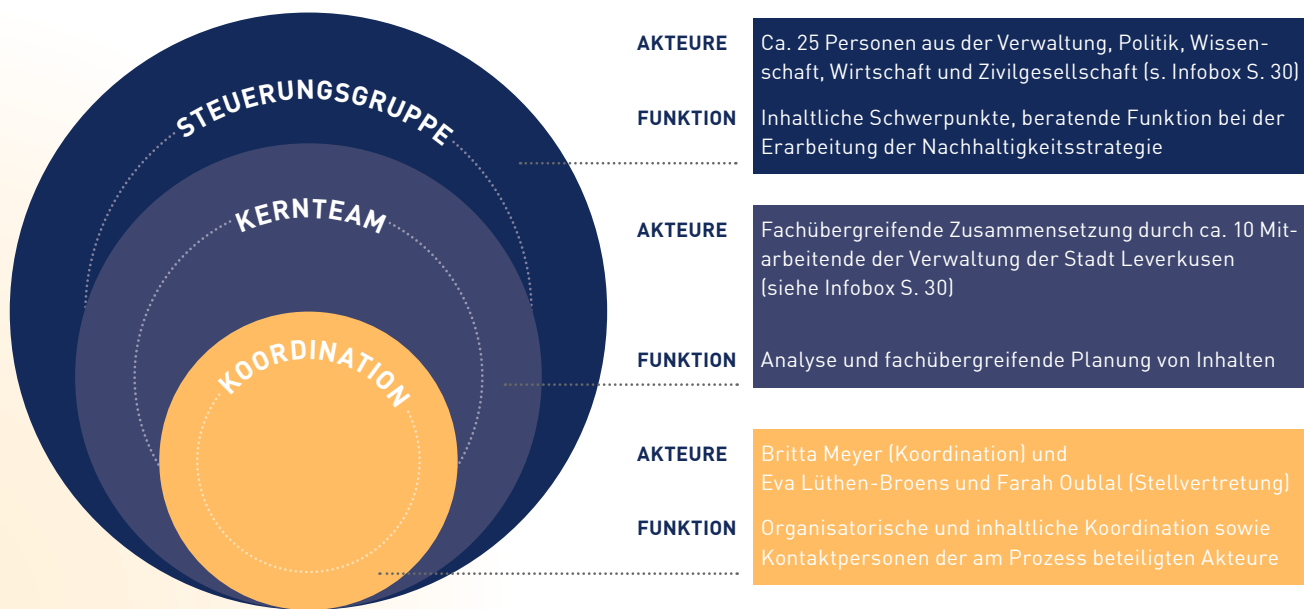 STEUERUNGSGRUPPE
KERNTEAM
KOORDINATION
AKTEURE
Ca. 25 Personen aus der Verwaltung, Politik, Wissen-
schaft, Wirtschaft und Zivilgesellschaft (s. Infobox S. 30)
FUNKTION
Inhaltliche Schwerpunkte, beratende Funktion bei der
Erarbeitung der Nachhaltigkeitsstrategie
AKTEURE
Fachübergreifende Zusammensetzung durch ca. 10 Mit-
arbeitende der Verwaltung der Stadt Leverkusen
(siehe Infobox S. 30)
FUNKTION
Analyse und fachübergreifende Planung von Inhalten
AKTEURE
Britta Meyer (Koordination) und
Eva Lüthen-Broens und Farah Oublal (Stellvertretung)
FUNKTION
Organisatorische und inhaltliche Koordination sowie
Kontaktpersonen der am Prozess beteiligten Akteure